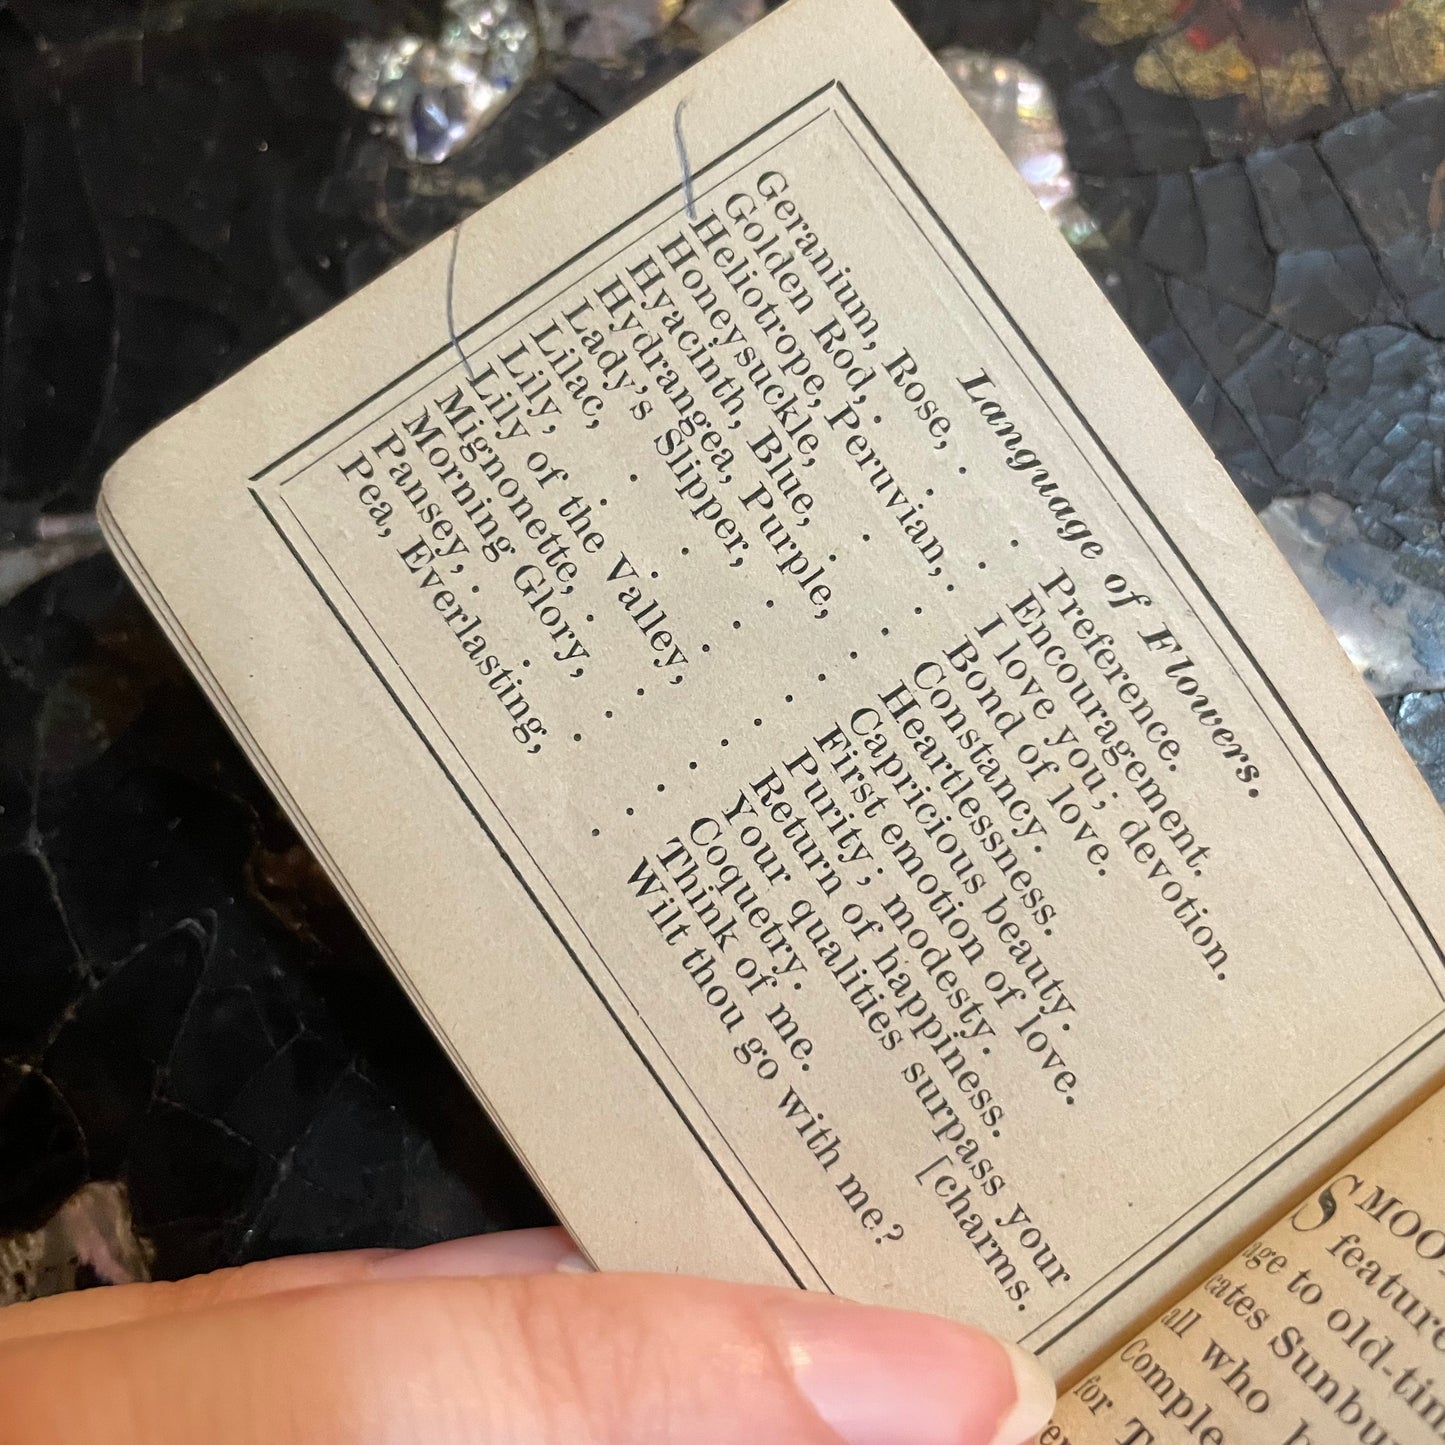 Language of Flowers.
Geranium, Rose, . . Preference.
Golden Rod, . . . Encouragement.
Heliotrope, Peruvian, . I love you; devotion.
Honeysuckle, . . Bond of love.
Hyacinth, Blue, . . Constancy.
Hydrangea, Purple, . Heartlessness.
Lady's Slipper, . . Capricious beauty.
Lilac, . . . . First emotion of love.
Lily, . . . . Purity; modesty.
Lily of the Valley, . Return of happiness.
Mignonette, . . . Your qualities surpass your
Morning Glory, . . Coquetry. [charms.
Pansey, . . . . Think of me.
Pea, Everlasting, . Wilt thou go with me?
feature
to old-tim
Sunbu
all who
for